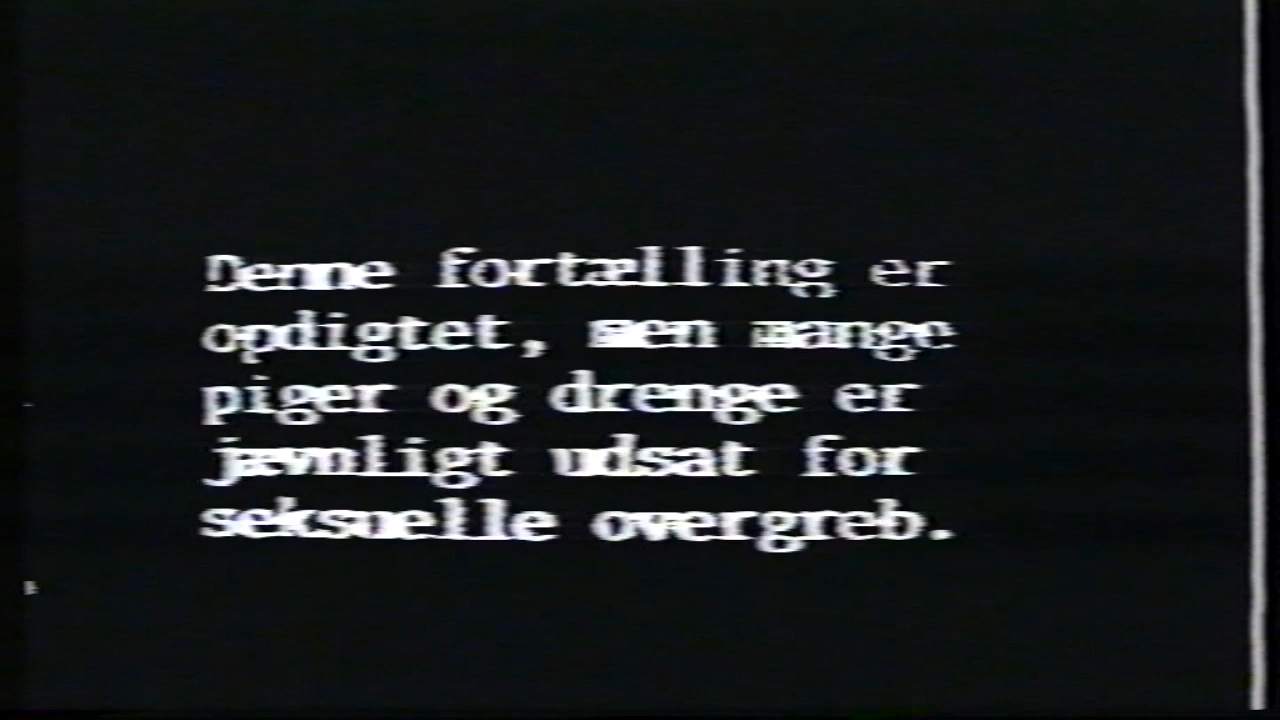 Denne fortælling er
opdigtet, men mange
piger og drenge er
jævnligt udsat for
seksuelle overgreb.